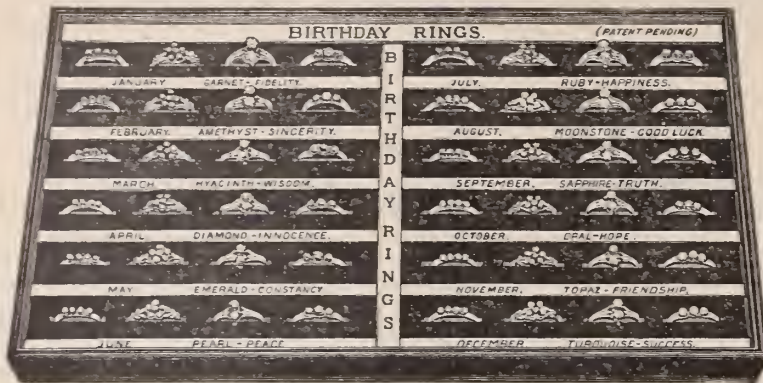 BIRTHDAY RINGS. (PATENT PENDING)
JANUARY GARNET-FIDELITY.
FEBRUARY AMETHYST-SINCERITY.
MARCH HYACINTH-WISDOM.
APRIL DIAMOND-INNOCENCE.
MAY EMERALD-CONSTANCY
JUNE PEARL-PEACE
BIRTHDAY RINGS
JULY. RUBY-HAPPINESS.
AUGUST, MOONSTONE-GOOD LUCK.
SEPTEMBER, SAPPHIRE-TRUTH.
OCTOBER. OPAL-HOPE.
NOVEMBER, TOPAZ-FRIENDSHIP.
DECEMBER TURQUOISE-SUCCESS.